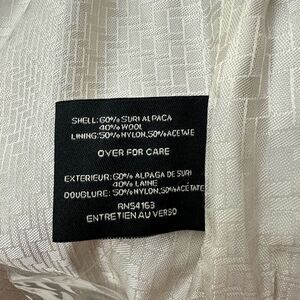 SHELL: 60% SURI ALPACA
40% WOOL
LINING: 50% NYLON, 50% ACETATE
OVER FOR CARE
EXTERIEUR: 60% ALPAGA DE SURI
40% LAINE
DOUBLURE: 50% NYLON, 50% ACETATE
RN54163
ENTRETIEN AU VERSO